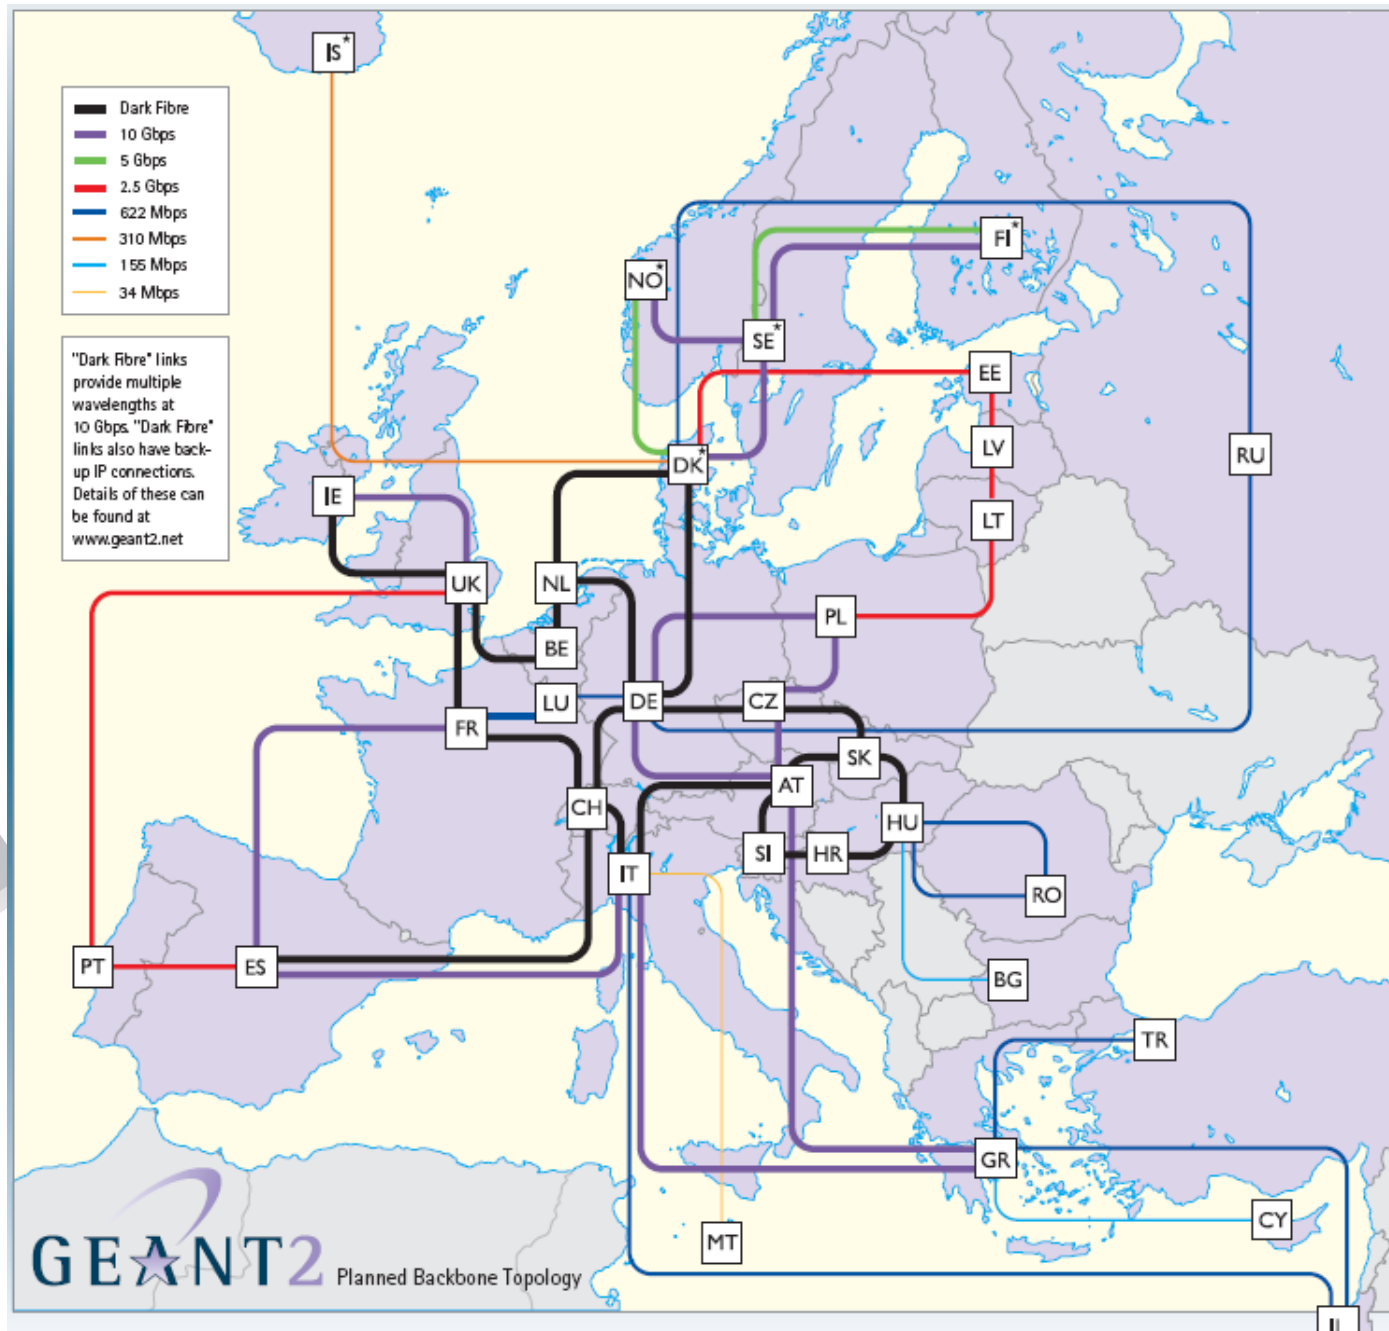 IS*
Dark Fibre
10 Gbps
5 Gbps
2.5 Gbps
622 Mbps
310 Mbps
155 Mbps
34 Mbps
"Dark Fibre" links
provide multiple
wavelengths at
10 Gbps. "Dark Fibre"
links also have back-
up IP connections.
Details of these can
be found at
www.geant2.net
FI*
NO*
SE*
EE
LV
RU
DK*
IE
LT
UK
NL
PL
BE
LU
DE
CZ
FR
SK
AT
CH
HU
SI
HR
IT
RO
PT
ES
BG
TR
GR
CY
MT
GEANT2
Planned Backbone Topology
IL